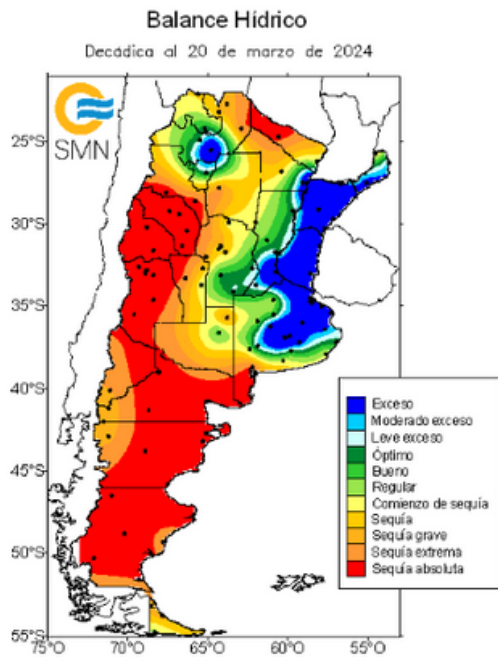 Balance Hídrico
Decádica al 20 de marzo de 2024
SMN
25°S
30°S
35°S
40°S
45°S
50°S
55°S
75°O
70°O
65°O
60°O
55°O
Exceso
Moderado exceso
Leve exceso
Óptimo
Bueno
Regular
Comienzo de sequía
Sequía
Sequía grave
Sequía extrema
Sequía absoluta